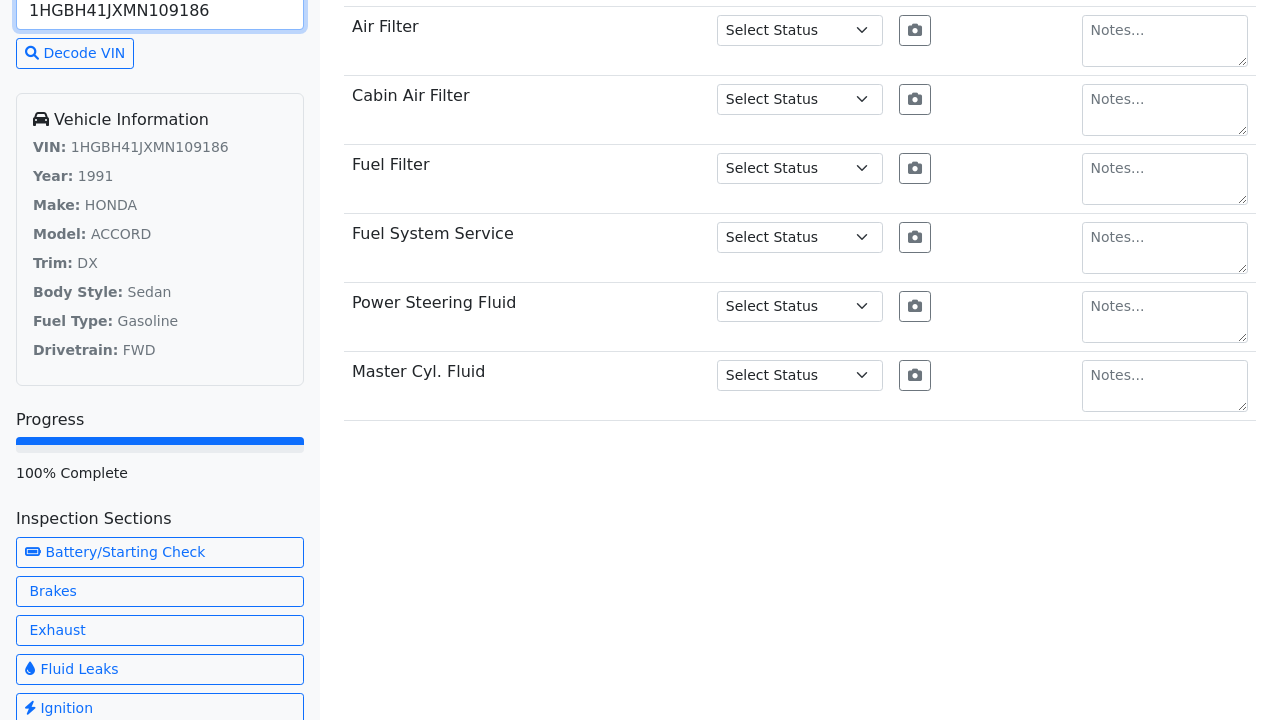 1HGBH41JXMN109186
Decode VIN
Vehicle Information
VIN: 1HGBH41JXMN109186
Year: 1991
Make: HONDA
Model: ACCORD
Trim: DX
Body Style: Sedan
Fuel Type: Gasoline
Drivetrain: FWD
Progress
100% Complete
Inspection Sections
Battery/Starting Check
Brakes
Exhaust
Fluid Leaks
Ignition
Air Filter Select Status Notes...
Cabin Air Filter Select Status Notes...
Fuel Filter Select Status Notes...
Fuel System Service Select Status Notes...
Power Steering Fluid Select Status Notes...
Master Cyl. Fluid Select Status Notes...